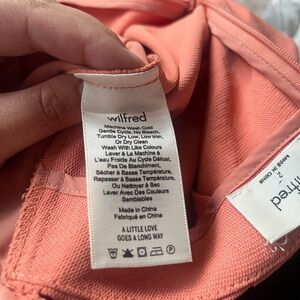 wilfred
Machine Wash Cold
Gentle Cycle, No Bleach,
Tumble Dry Low, Low Iron,
Or Dry Clean
Wash With Like Colours
Laver à La Machine à
L'eau Froide Au Cycle Délicat,
Pas De Blanchiment,
Sécher à Basse Température,
Repasser à Basse Température,
Ou Nettoyer à Sec
Laver Avec Des Couleurs
Semblables
Made in China
Fabriqué en China
A LITTLE LOVE
GOES A LONG WAY
wilfred
2
MADE IN CHINA